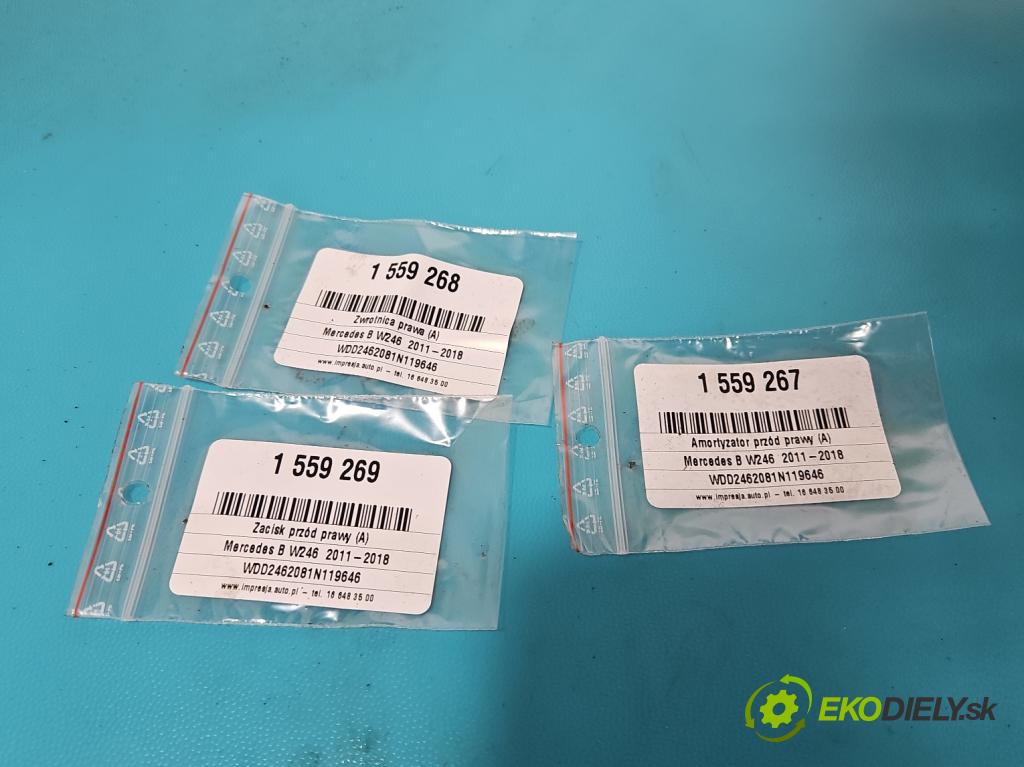 1 559 268
Zwrotnica prawa (A)
Mercedes B W246 2011-2018
WDD2462081N119646
www.impresja.auto.pl - tel. 16 648 35 00
1 559 267
Amortyzator przód prawy (A)
Mercedes B W246 2011-2018
WDD2462081N119646
www.impresja.auto.pl - tel. 16 648 35 00
1 559 269
Zacisk przód prawy (A)
Mercedes B W246 2011-2018
WDD2462081N119646
www.impresja.auto.pl - tel. 16 648 35 00
EKODIELY.sk